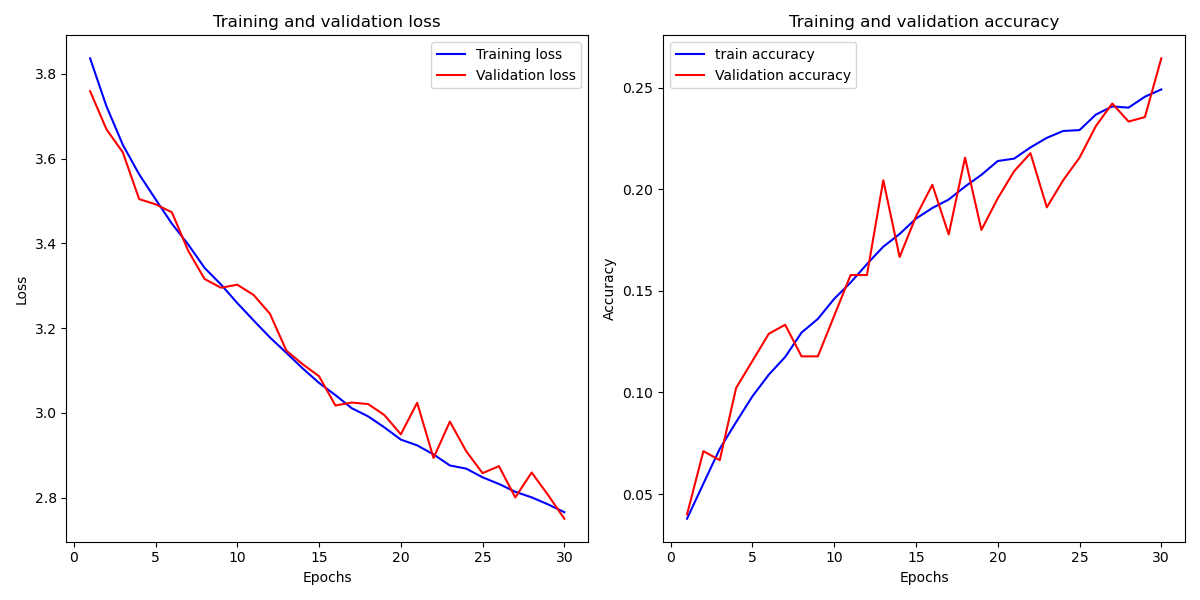 Training and validation loss
Training loss
Validation loss
3.8
3.6
3.4
3.2
3.0
2.8
Loss
0
5
10
15
20
25
30
Epochs
Training and validation accuracy
train accuracy
Validation accuracy
0.25
0.20
0.15
0.10
0.05
Accuracy
0
5
10
15
20
25
30
Epochs